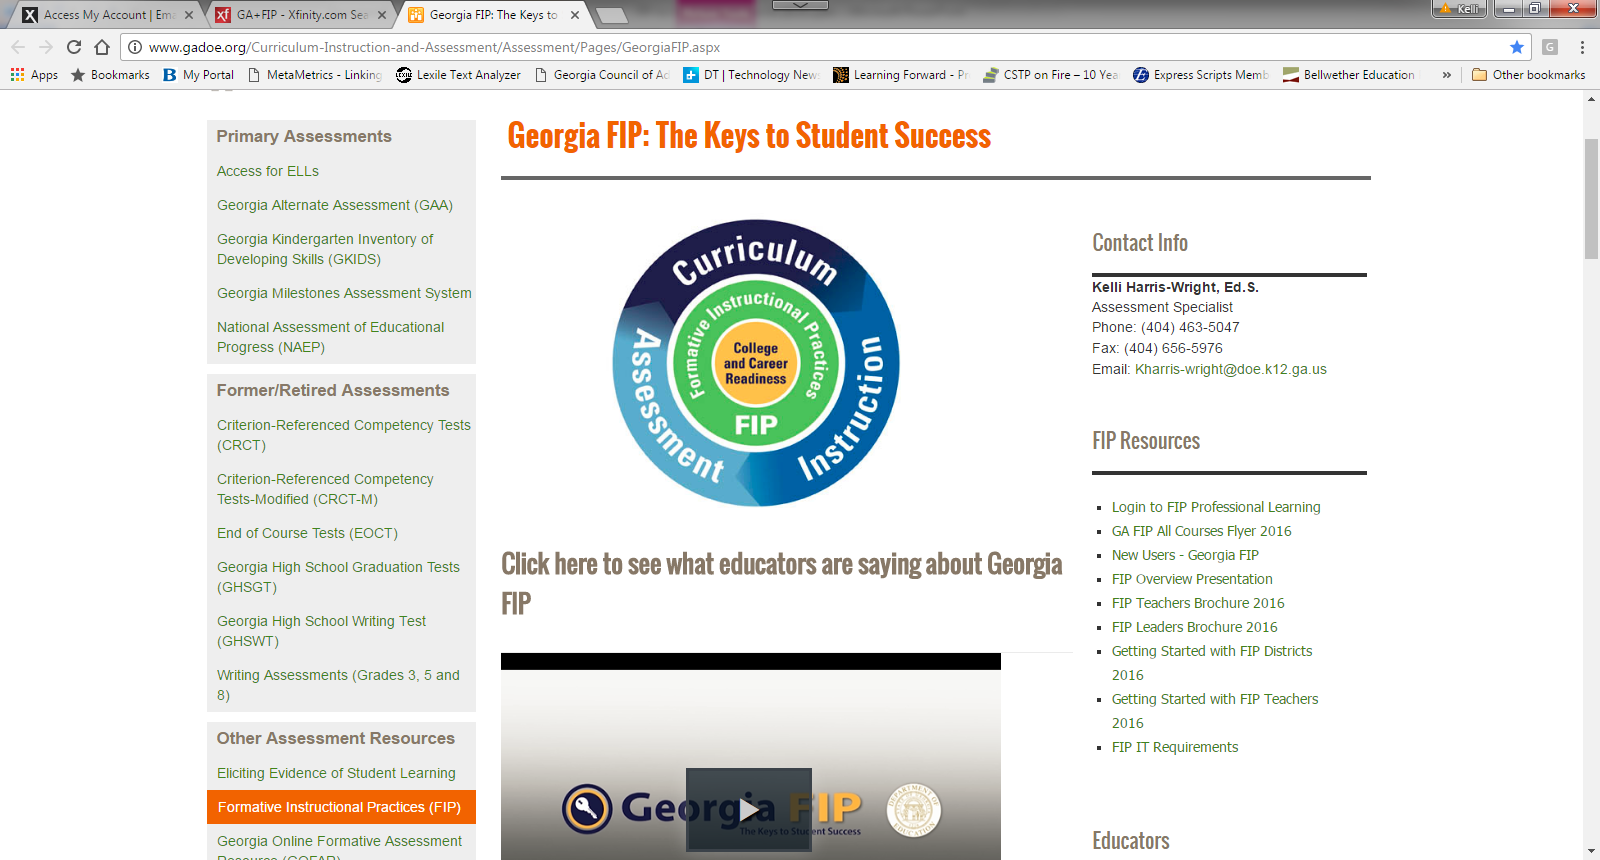 Access My Account | Ema
GA+FIP - Xfinity.com Sea
Georgia FIP: The Keys to
Kelli
www.gadoe.org/Curriculum-Instruction-and-Assessment/Assessment/Pages/GeorgiaFIP.aspx
Apps
Bookmarks
My Portal
MetaMetrics - Linking
Lexile Text Analyzer
Georgia Council of Ad
DT | Technology News
Learning Forward - Pr
CSTP on Fire – 10 Yea
Express Scripts Memb
Bellwether Education
» Other bookmarks
Primary Assessments
Access for ELLs
Georgia Alternate Assessment (GAA)
Georgia Kindergarten Inventory of
Developing Skills (GKIDS)
Georgia Milestones Assessment System
National Assessment of Educational
Progress (NAEP)
Former/Retired Assessments
Criterion-Referenced Competency Tests
(CRCT)
Criterion-Referenced Competency
Tests-Modified (CRCT-M)
End of Course Tests (EOCT)
Georgia High School Graduation Tests
(GHSGT)
Georgia High School Writing Test
(GHSWT)
Writing Assessments (Grades 3, 5 and
8)
Other Assessment Resources
Eliciting Evidence of Student Learning
Formative Instructional Practices (FIP)
Georgia Online Formative Assessment
Resource (GOFAR)
Georgia FIP: The Keys to Student Success
Curriculum
Instruction
Assessment
Formative Instructional Practices
FIP
College
and Career
Readiness
Click here to see what educators are saying about Georgia
FIP
Georgia FIP
The Keys to Student Success
Contact Info
Kelli Harris-Wright, Ed.S.
Assessment Specialist
Phone: (404) 463-5047
Fax: (404) 656-5976
Email: Kharris-wright@doe.k12.ga.us
FIP Resources
Login to FIP Professional Learning
GA FIP All Courses Flyer 2016
New Users - Georgia FIP
FIP Overview Presentation
FIP Teachers Brochure 2016
FIP Leaders Brochure 2016
Getting Started with FIP Districts
2016
Getting Started with FIP Teachers
2016
FIP IT Requirements
Educators